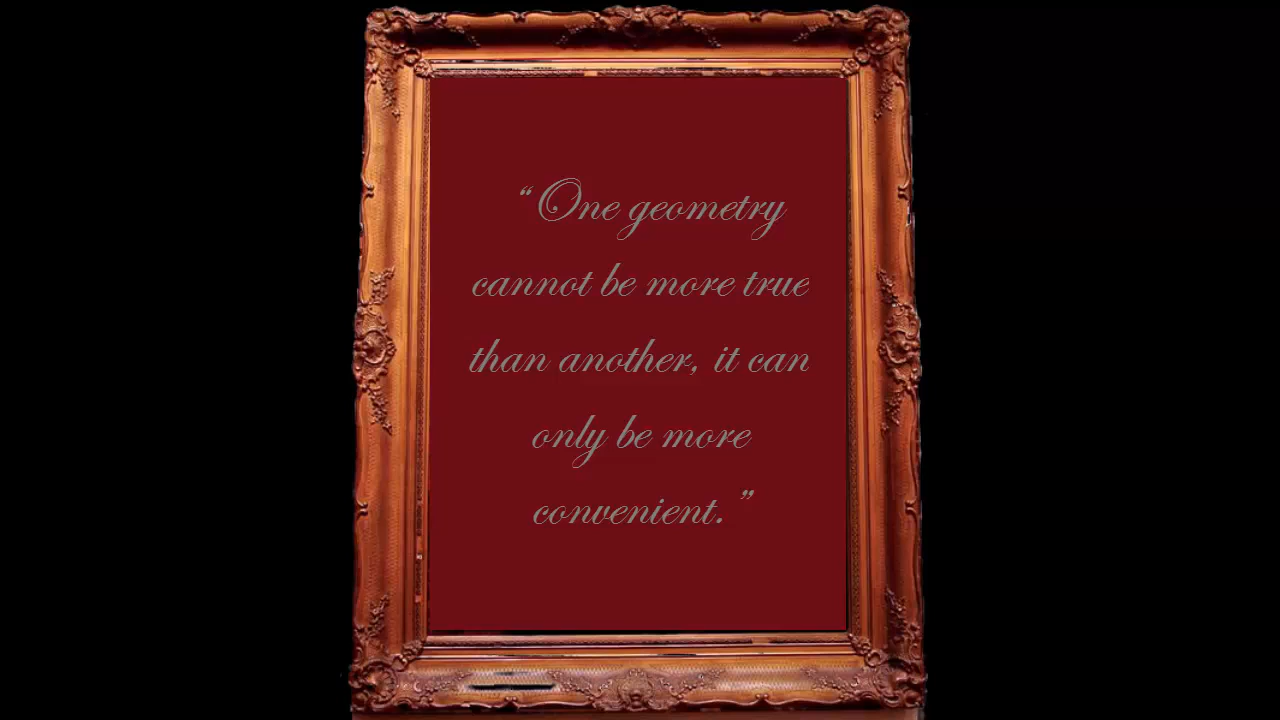 “One geometry
cannot be more true
than another, it can
only be more
convenient.”